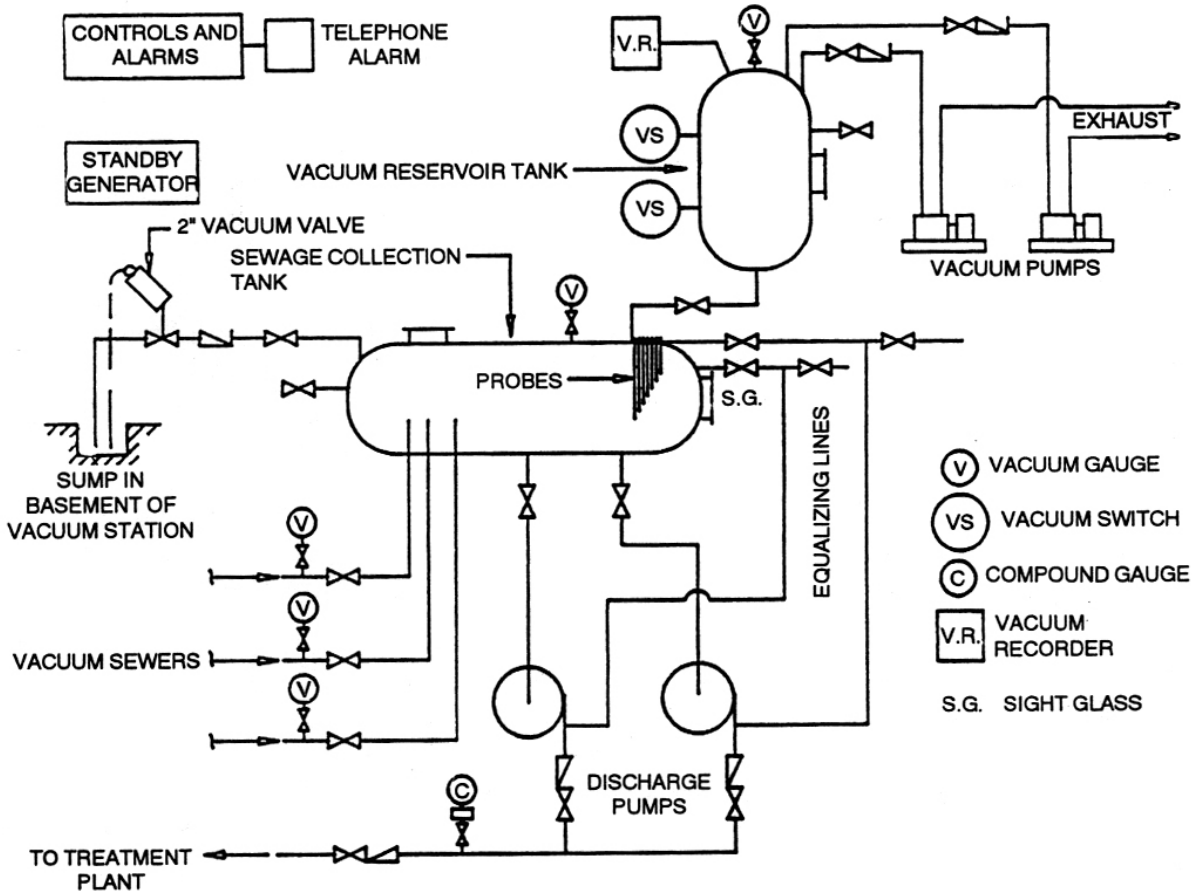 CONTROLS AND
ALARMS
TELEPHONE
ALARM
V.R.
V
STANDBY
GENERATOR
VS
VS
VACUUM RESERVOIR TANK
EXHAUST
VACUUM PUMPS
2" VACUUM VALVE
SEWAGE COLLECTION
TANK
V
PROBES
S.G.
SUMP IN
BASEMENT OF
VACUUM STATION
EQUALIZING LINES
V
V
VACUUM SEWERS
V
V
VACUUM GAUGE
VS
VACUUM SWITCH
C
COMPOUND GAUGE
V.R.
VACUUM
RECORDER
S.G.
SIGHT GLASS
DISCHARGE
PUMPS
C
TO TREATMENT
PLANT